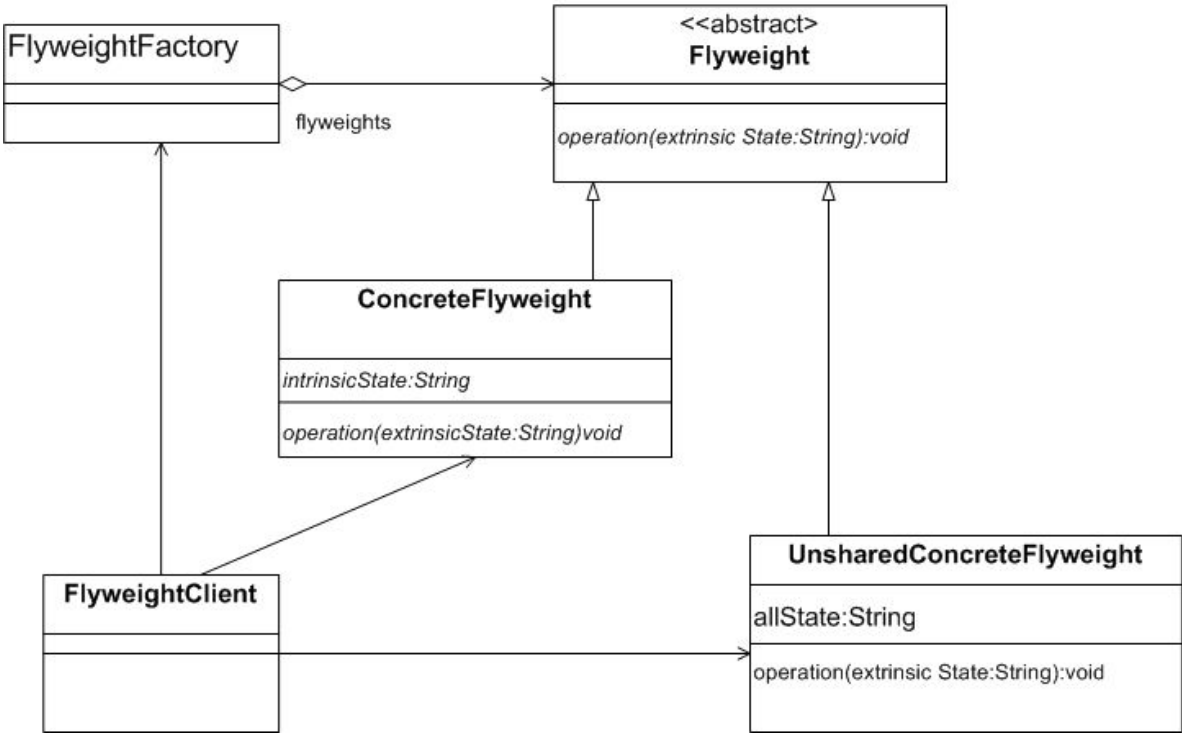 FlyweightFactory
<<abstract>>
Flyweight
flyweights
operation(extrinsic State:String):void
ConcreteFlyweight
intrinsicState:String
operation(extrinsicState:String)void
FlyweightClient
UnsharedConcreteFlyweight
allState:String
operation(extrinsic State:String):void